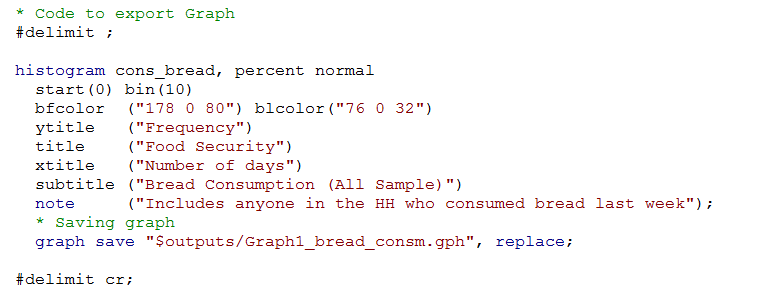 * Code to export Graph
#delimit ;
histogram cons_bread, percent normal
start(0) bin(10)
bfcolor ("178 0 80") blcolor("76 0 32")
ytitle ("Frequency")
title ("Food Security")
xtitle ("Number of days")
subtitle ("Bread Consumption (All Sample)")
note ("Includes anyone in the HH who consumed bread last week");
* Saving graph
graph save "$outputs/Graph1_bread_consm.gph", replace;
#delimit cr;